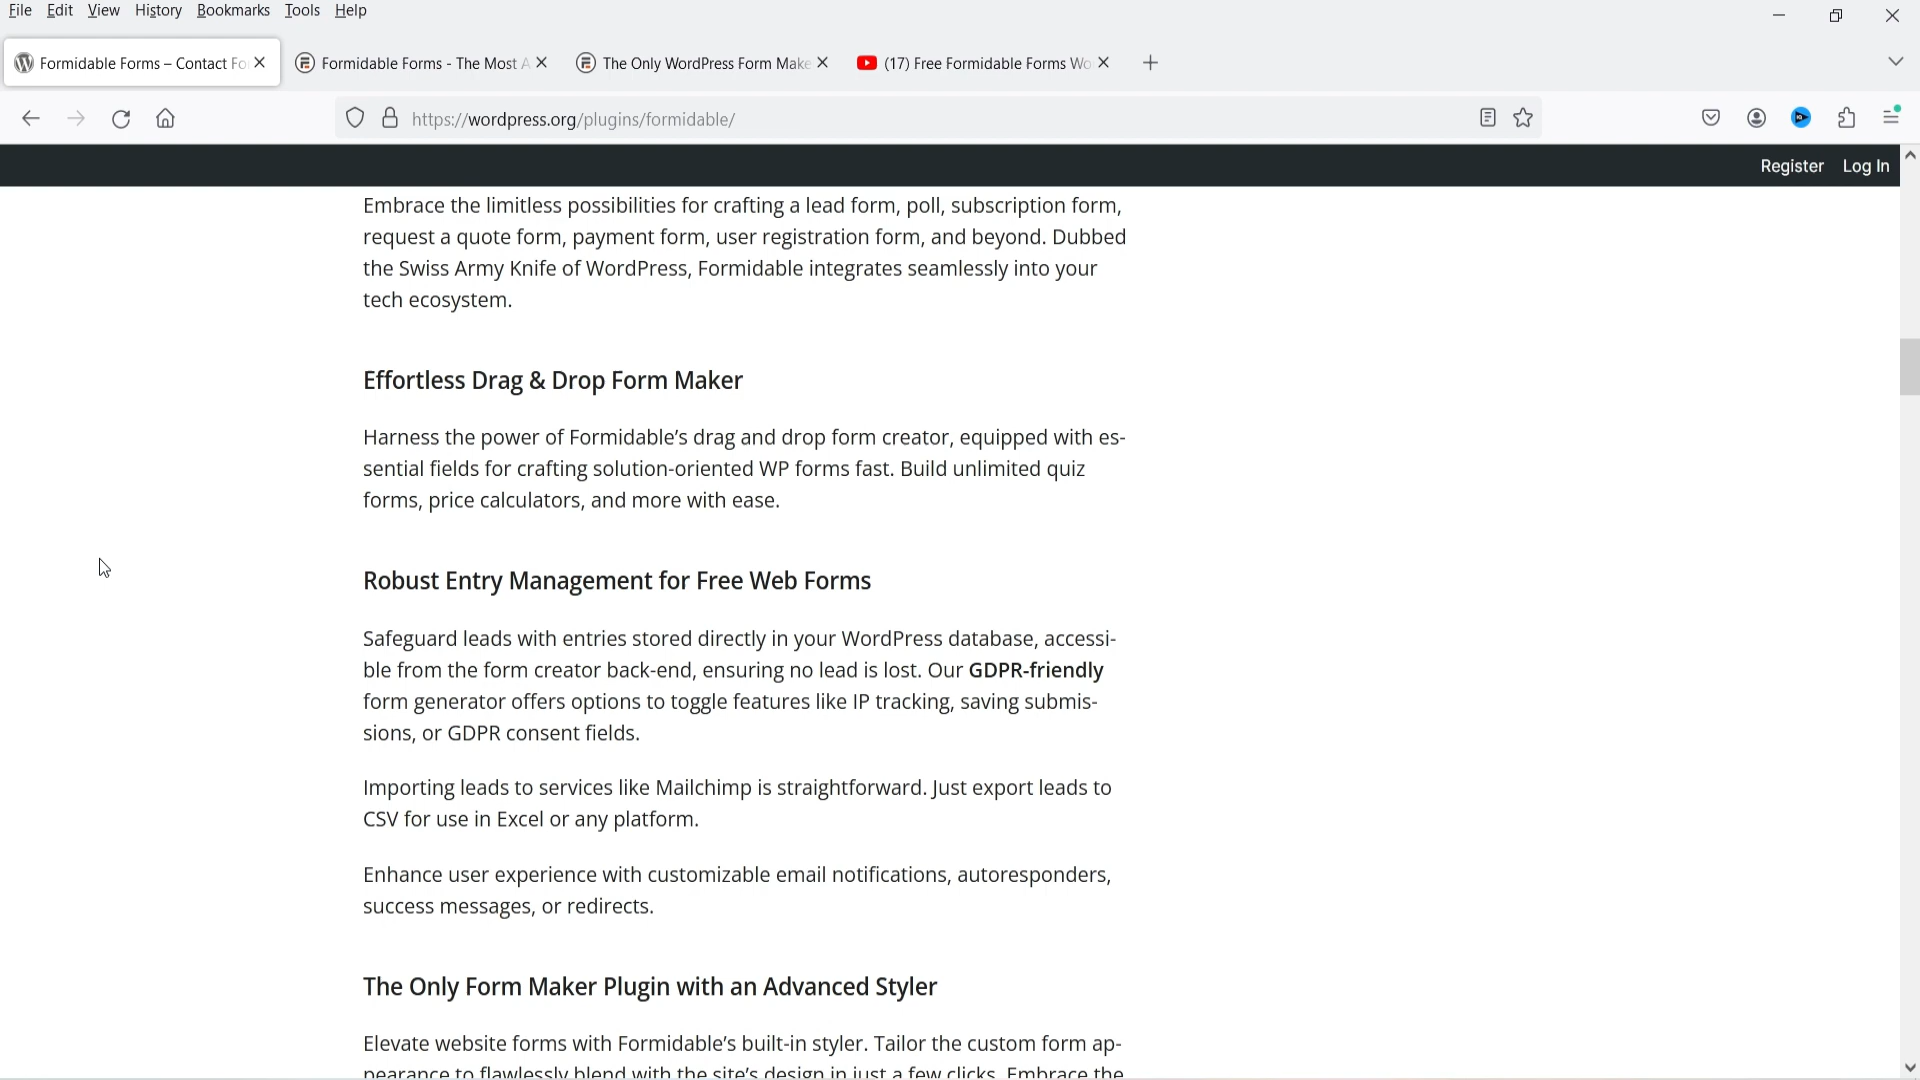 File Edit View History Bookmarks Tools Help
Formidable Forms – Contact Fo
Formidable Forms - The Most A
The Only WordPress Form Make
(17) Free Formidable Forms Wo
https://wordpress.org/plugins/formidable/
Register Log In
Embrace the limitless possibilities for crafting a lead form, poll, subscription form,
request a quote form, payment form, user registration form, and beyond. Dubbed
the Swiss Army Knife of WordPress, Formidable integrates seamlessly into your
tech ecosystem.
Effortless Drag & Drop Form Maker
Harness the power of Formidable’s drag and drop form creator, equipped with es-
sential fields for crafting solution-oriented WP forms fast. Build unlimited quiz
forms, price calculators, and more with ease.
Robust Entry Management for Free Web Forms
Safeguard leads with entries stored directly in your WordPress database, accessi-
ble from the form creator back-end, ensuring no lead is lost. Our GDPR-friendly
form generator offers options to toggle features like IP tracking, saving submis-
sions, or GDPR consent fields.
Importing leads to services like Mailchimp is straightforward. Just export leads to
CSV for use in Excel or any platform.
Enhance user experience with customizable email notifications, autoresponders,
success messages, or redirects.
The Only Form Maker Plugin with an Advanced Styler
Elevate website forms with Formidable’s built-in styler. Tailor the custom form ap-
pearance to flawlessly blend with the site’s design in just a few clicks. Embrace the